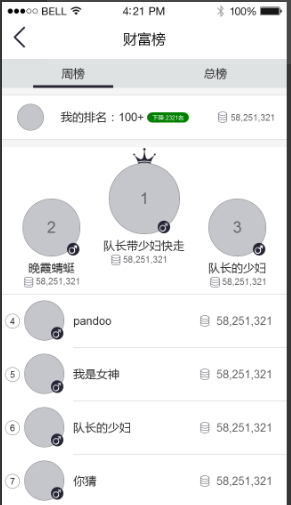 BELL 4:21 PM 100%
财富榜
周榜 总榜
我的排名：100+ 下降2321名 58,251,321
1
2 3
队长带少妇快走
58,251,321
晚霞蜻蜓 队长的少妇
58,251,321 58,251,321
4 pandoo 58,251,321
5 我是女神 58,251,321
6 队长的少妇 58,251,321
7 你猜 58,251,321